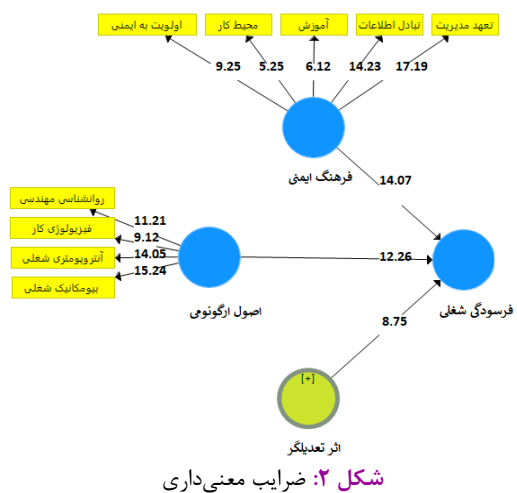 اولویت به ایمنی
محیط کار
آموزش
تبادل اطلاعات
تعهد مدیریت
9.25
5.25
6.12
14.23
17.19
فرهنگ ایمنی
14.07
روانشناسی مهندسی
فیزیولوژی کار
آنتروپومتری شغلی
بیومکانیک شغلی
11.21
9.12
14.05
15.24
اصول ارگونومی
12.26
فرسودگی شغلی
8.75
[+]
اثر تعدیلگر
شکل ۲: ضرایب معنی‌داری